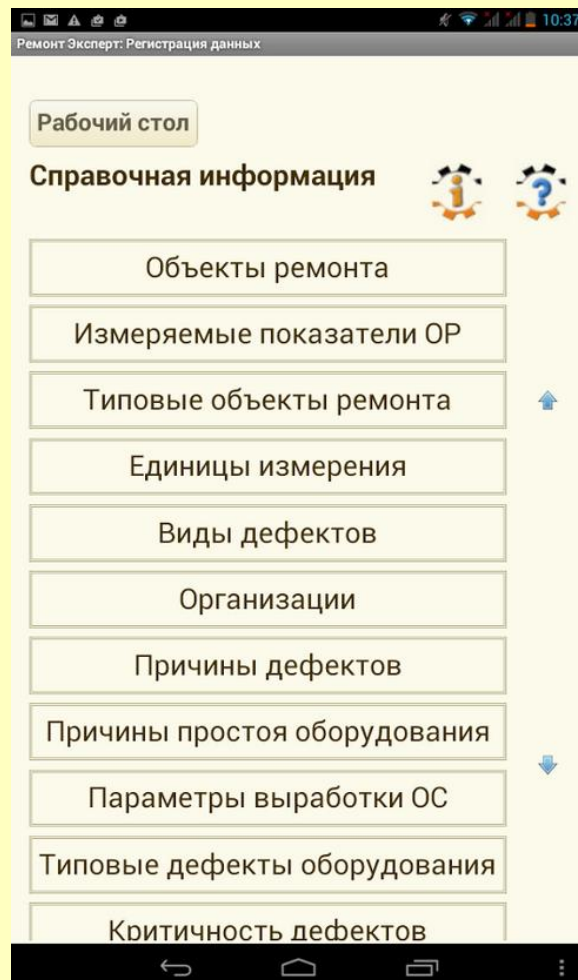 10:37
Ремонт Эксперт: Регистрация данных
Рабочий стол
Справочная информация
Объекты ремонта
Измеряемые показатели ОР
Типовые объекты ремонта
Единицы измерения
Виды дефектов
Организации
Причины дефектов
Причины простоя оборудования
Параметры выработки ОС
Типовые дефекты оборудования
Критичность дефектов